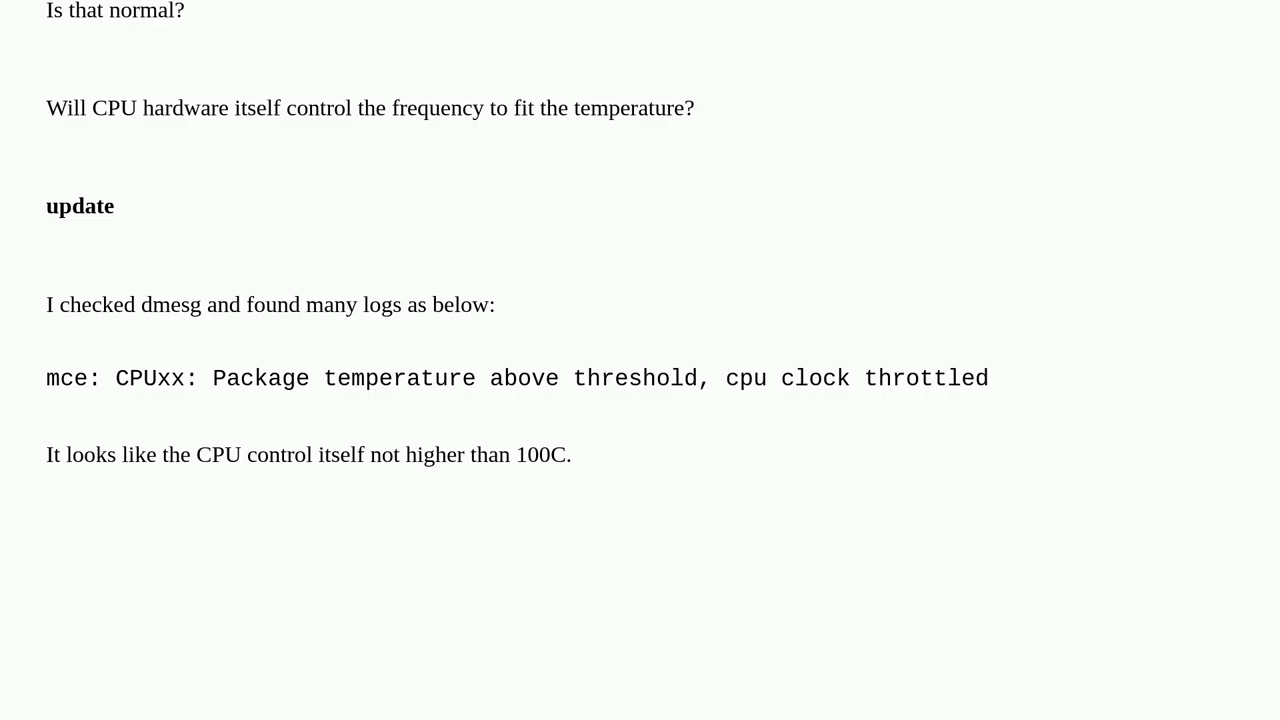 Is that normal?
Will CPU hardware itself control the frequency to fit the temperature?
update
I checked dmesg and found many logs as below:
mce: CPUxx: Package temperature above threshold, cpu clock throttled
It looks like the CPU control itself not higher than 100C.